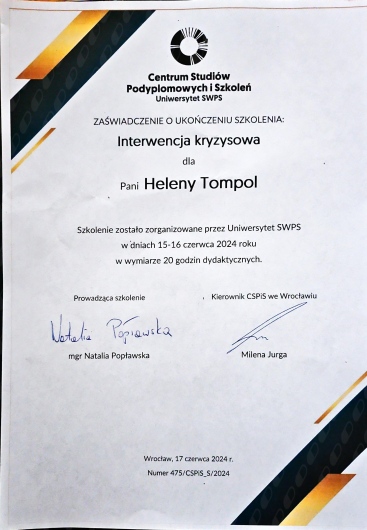 Centrum Studiów
Podyplomowych i Szkoleń
Uniwersytet SWPS
ZAŚWIADCZENIE O UKOŃCZENIU SZKOLENIA:
Interwencja kryzysowa
dla
Pani Heleny Tompol
Szkolenie zostało zorganizowane przez Uniwersytet SWPS
w dniach 15-16 czerwca 2024 roku
w wymiarze 20 godzin dydaktycznych.
Prowadząca szkolenie
Kierownik CSPiS we Wrocławiu
Natalia Popławska
mgr Natalia Popławska
Milena Jurga
Wrocław, 17 czerwca 2024 r.
Numer 475/CSPiS_S/2024